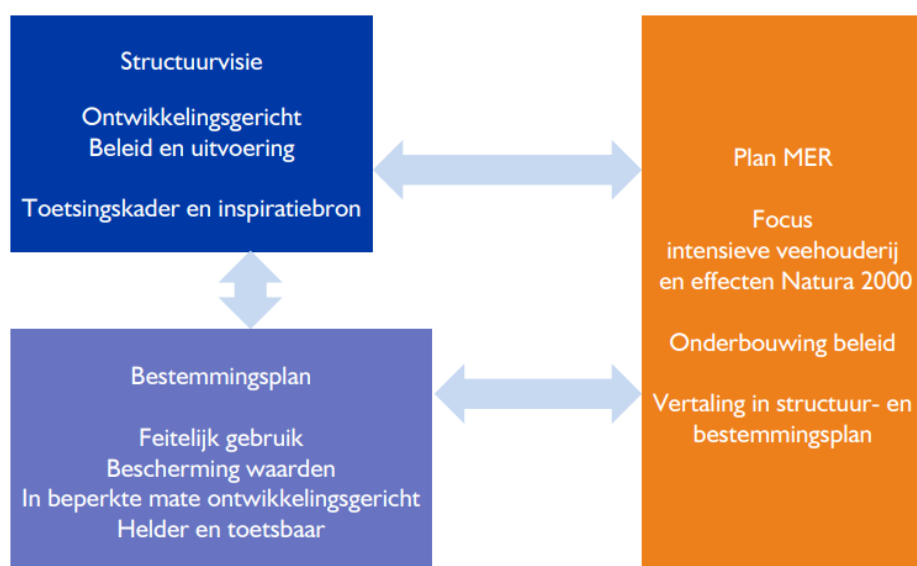 Structuurvisie
Ontwikkelingsgericht
Beleid en uitvoering
Toetsingskader en inspiratiebron
Bestemmingsplan
Feitelijk gebruik
Bescherming waarden
In beperkte mate ontwikkelingsgericht
Helder en toetsbaar
Plan MER
Focus
intensieve veehouderij
en effecten Natura 2000
Onderbouwing beleid
Vertaling in structuur- en
bestemmingsplan